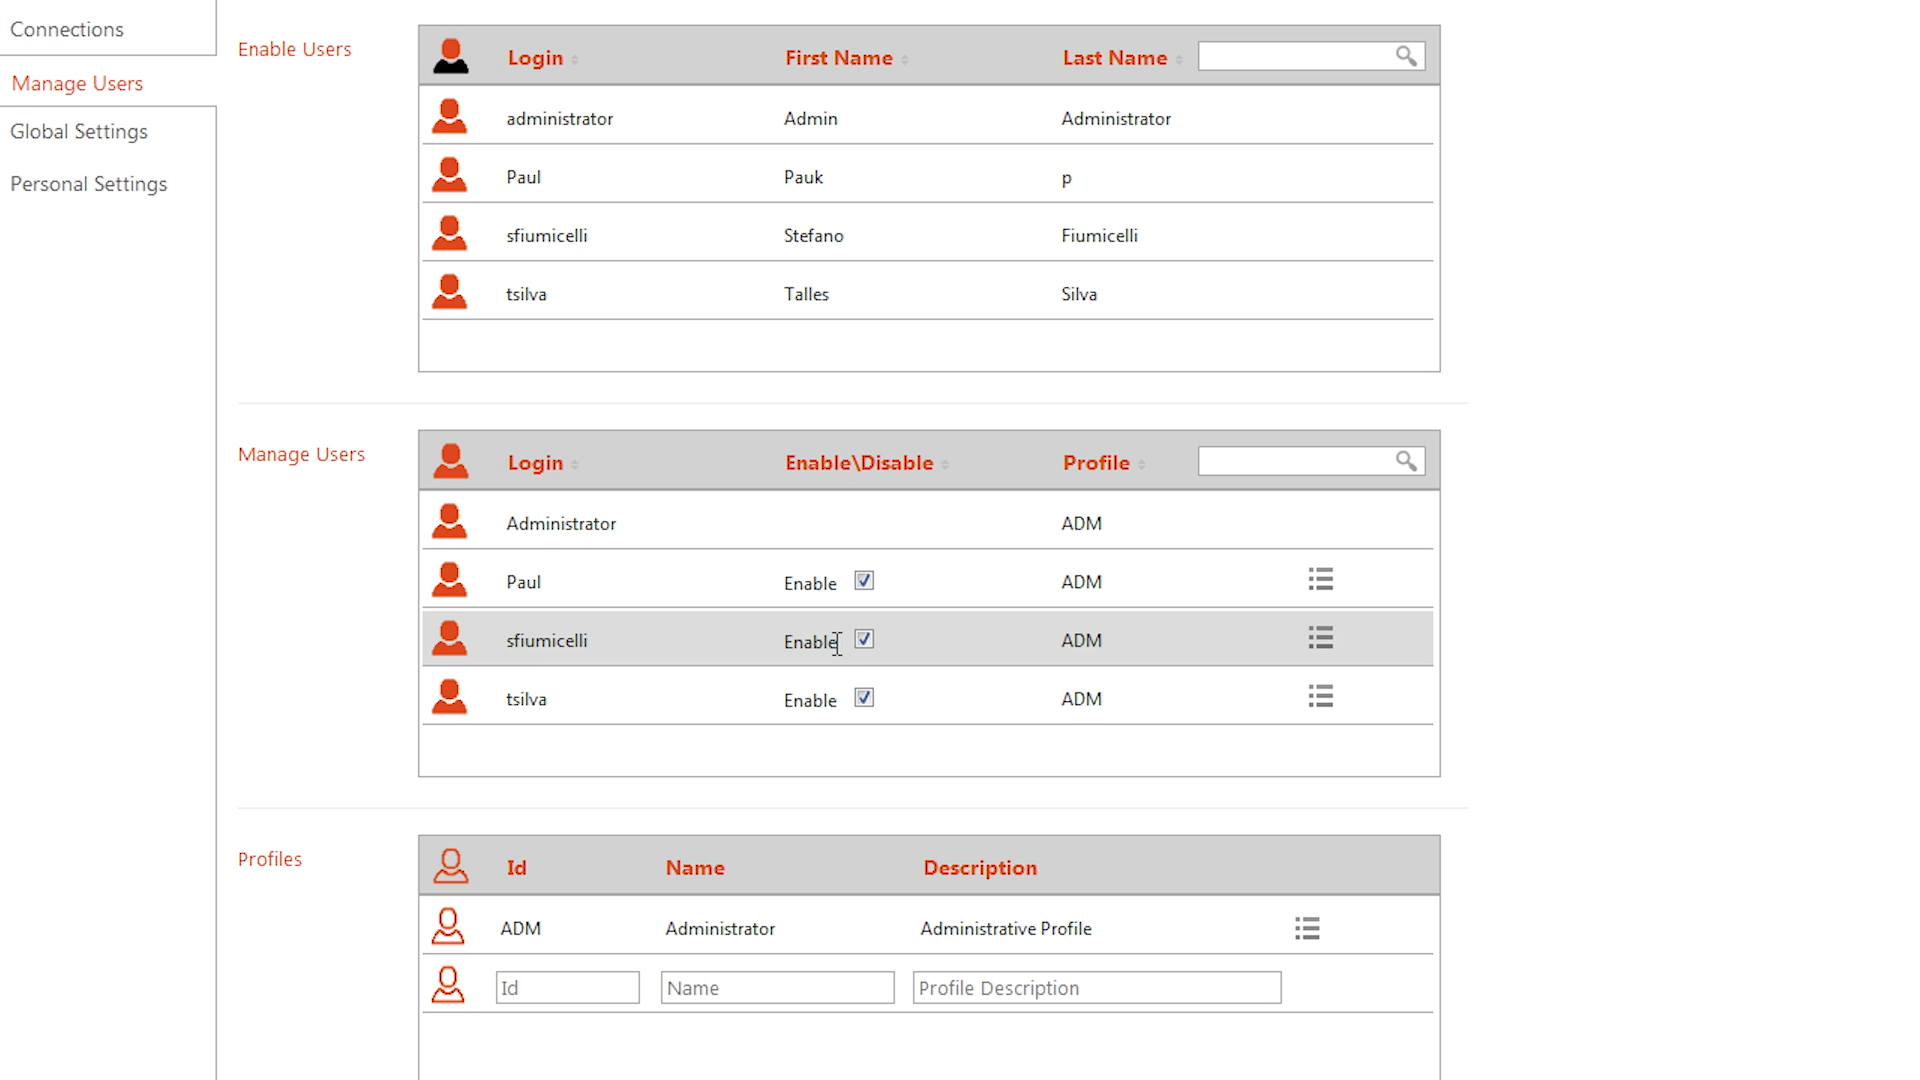 Connections
Manage Users
Global Settings
Personal Settings
Enable Users
Login First Name Last Name
administrator Admin Administrator
Paul Pauk p
sfiumicelli Stefano Fiumicelli
tsilva Talles Silva
Manage Users
Login Enable\Disable Profile
Administrator ADM
Paul Enable ADM
sfiumicelli Enable ADM
tsilva Enable ADM
Profiles
Id Name Description
ADM Administrator Administrative Profile
Id Name Profile Description